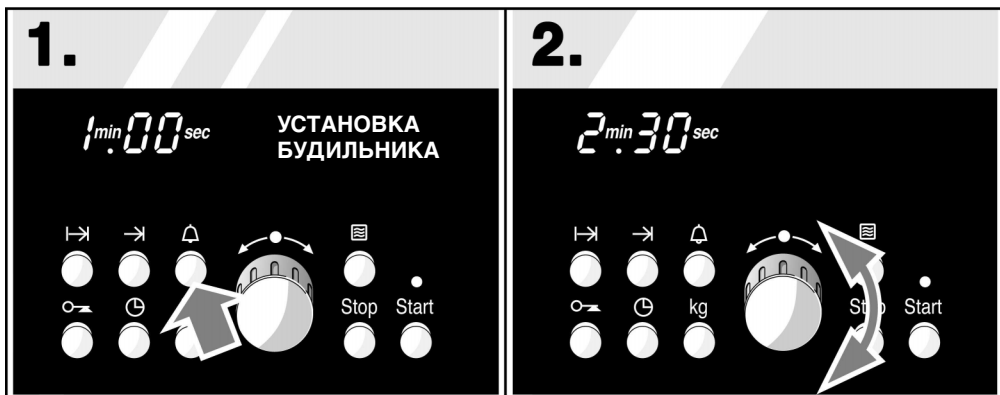 1.
1min.00sec
УСТАНОВКА
БУДИЛЬНИКА
Stop Start
2.
2min.30sec
kg Start